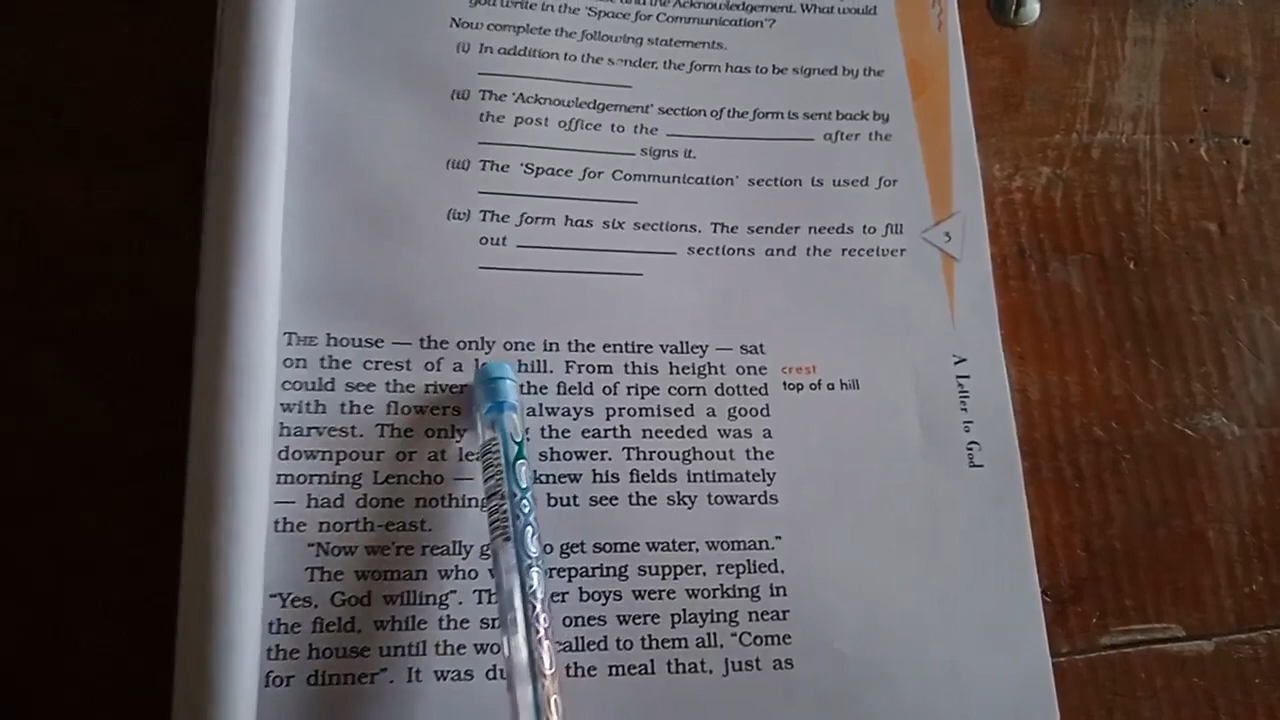 the Acknowledgement. What would
you write in the 'Space for Communication'?
Now complete the following statements.
(i) In addition to the sender, the form has to be signed by the
(ii) The 'Acknowledgement' section of the form is sent back by
the post office to the ____________ after the
____________ signs it.
(iii) The 'Space for Communication' section is used for
(iv) The form has six sections. The sender needs to fill
out ____________ sections and the receiver
3
THE house — the only one in the entire valley — sat
on the crest of a hill. From this height one
crest
could see the river the field of ripe corn dotted
top of a hill
with the flowers always promised a good
harvest. The only the earth needed was a
downpour or at shower. Throughout the
morning Lencho — knew his fields intimately
— had done nothing but see the sky towards
the north-east.
"Now we're really to get some water, woman."
The woman who preparing supper, replied,
"Yes, God willing". boys were working in
the field, while the ones were playing near
the house until the called to them all, "Come
for dinner". It was the meal that, just as
A Letter to God